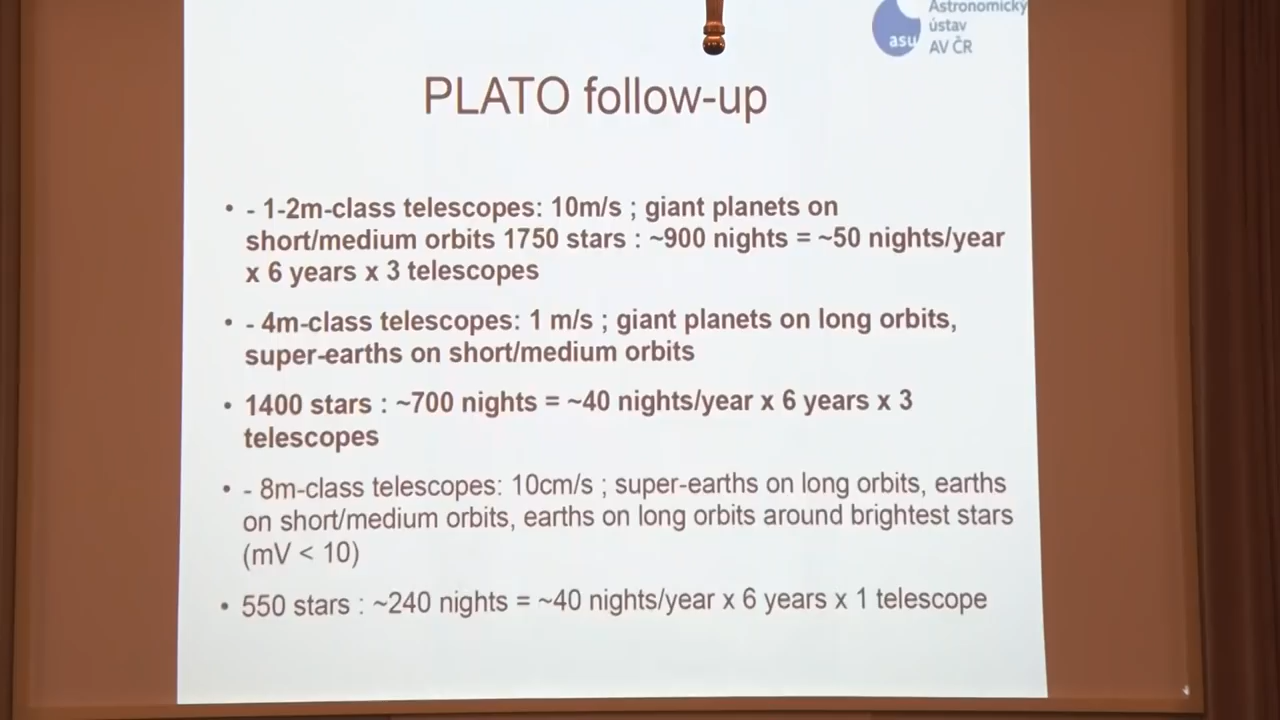 Astronomický
ústav
AV ČR
asu
PLATO follow-up
• - 1-2m-class telescopes: 10m/s ; giant planets on
short/medium orbits 1750 stars : ~900 nights = ~50 nights/year
x 6 years x 3 telescopes
• - 4m-class telescopes: 1 m/s ; giant planets on long orbits,
super-earths on short/medium orbits
• 1400 stars : ~700 nights = ~40 nights/year x 6 years x 3
telescopes
• - 8m-class telescopes: 10cm/s ; super-earths on long orbits, earths
on short/medium orbits, earths on long orbits around brightest stars
(mV < 10)
• 550 stars : ~240 nights = ~40 nights/year x 6 years x 1 telescope